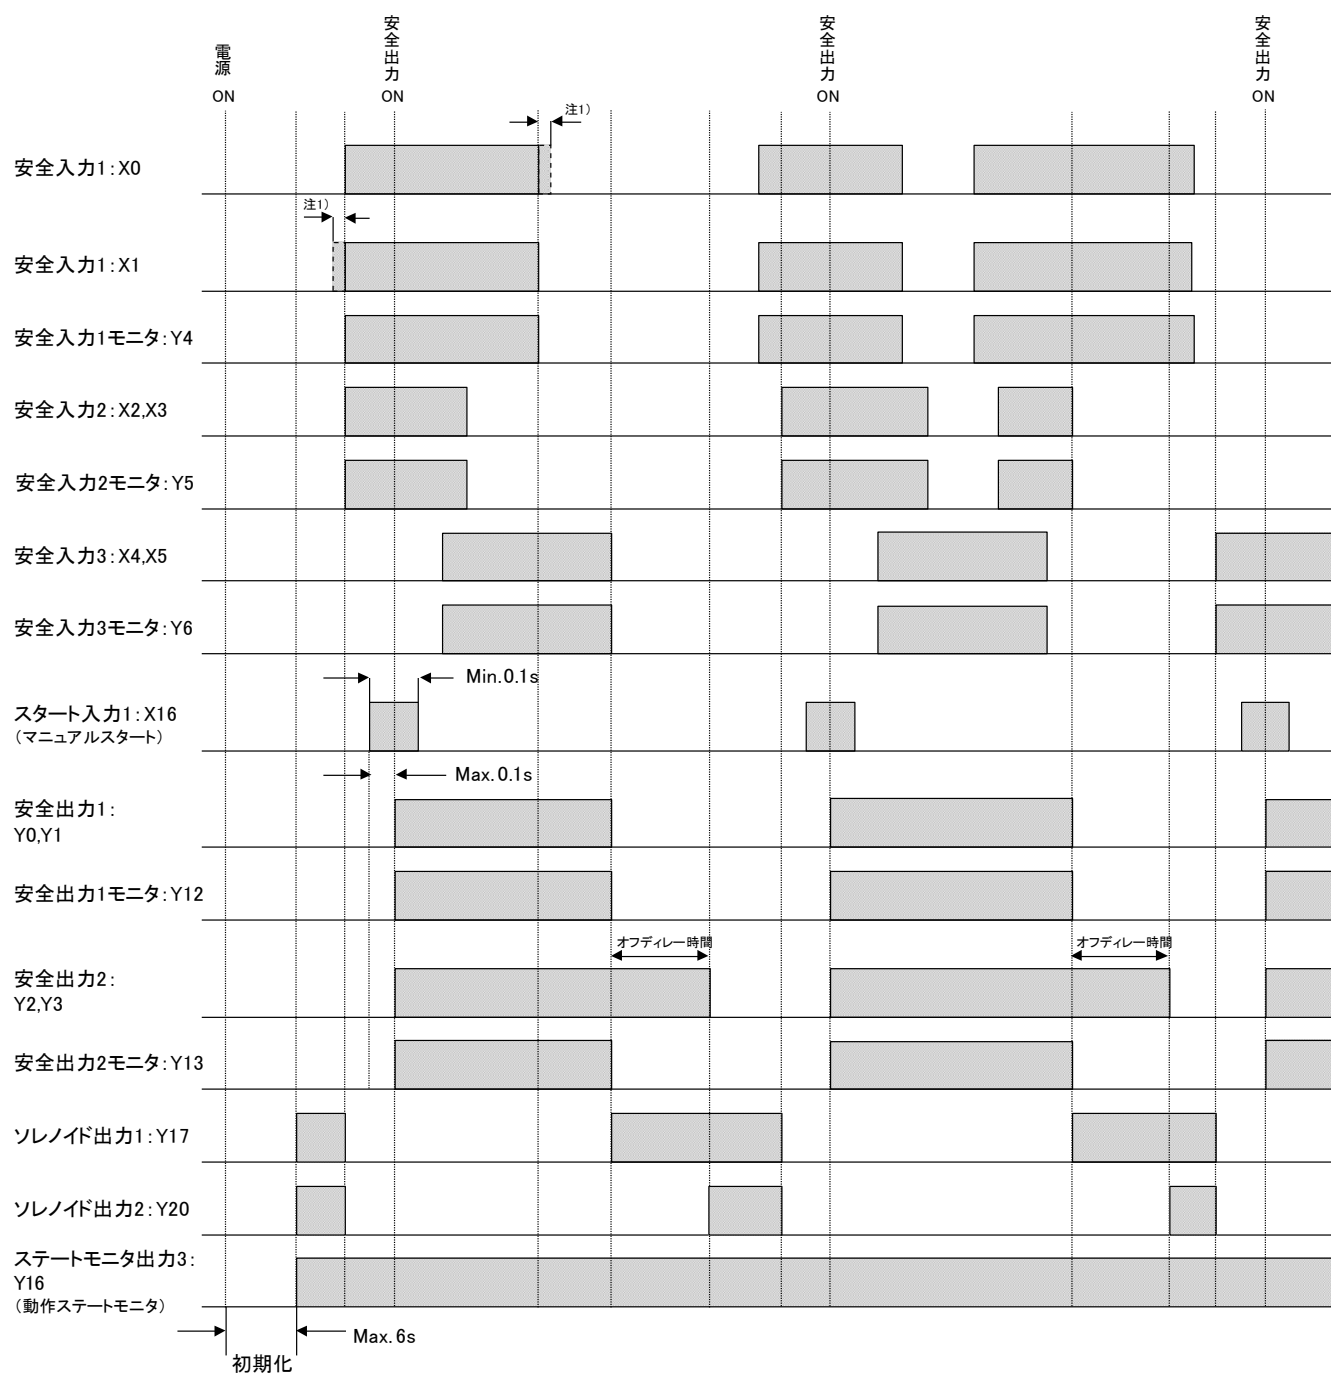 電源
ON
安全出力
ON
安全出力
ON
安全出力
ON
注1)
安全入力1:X0
注1)
安全入力1:X1
安全入力1モニタ:Y4
安全入力2:X2,X3
安全入力2モニタ:Y5
安全入力3:X4,X5
安全入力3モニタ:Y6
Min.0.1s
スタート入力1:X16
(マニュアルスタート)
Max.0.1s
安全出力1:
Y0,Y1
安全出力1モニタ:Y12
オフディレー時間
オフディレー時間
安全出力2:
Y2,Y3
安全出力2モニタ:Y13
ソレノイド出力1:Y17
ソレノイド出力2:Y20
ステートモニタ出力3:
Y16
(動作ステートモニタ)
Max.6s
初期化